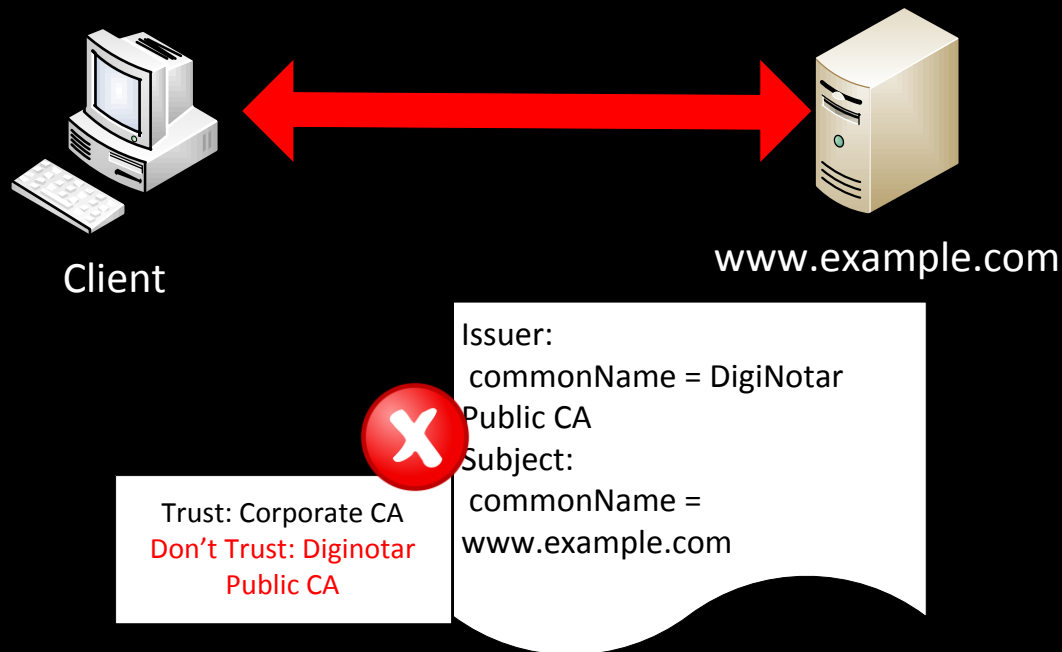 Client
www.example.com
Issuer:
commonName = DigiNotar
Public CA
Subject:
commonName =
www.example.com
Trust: Corporate CA
Don’t Trust: Diginotar
Public CA